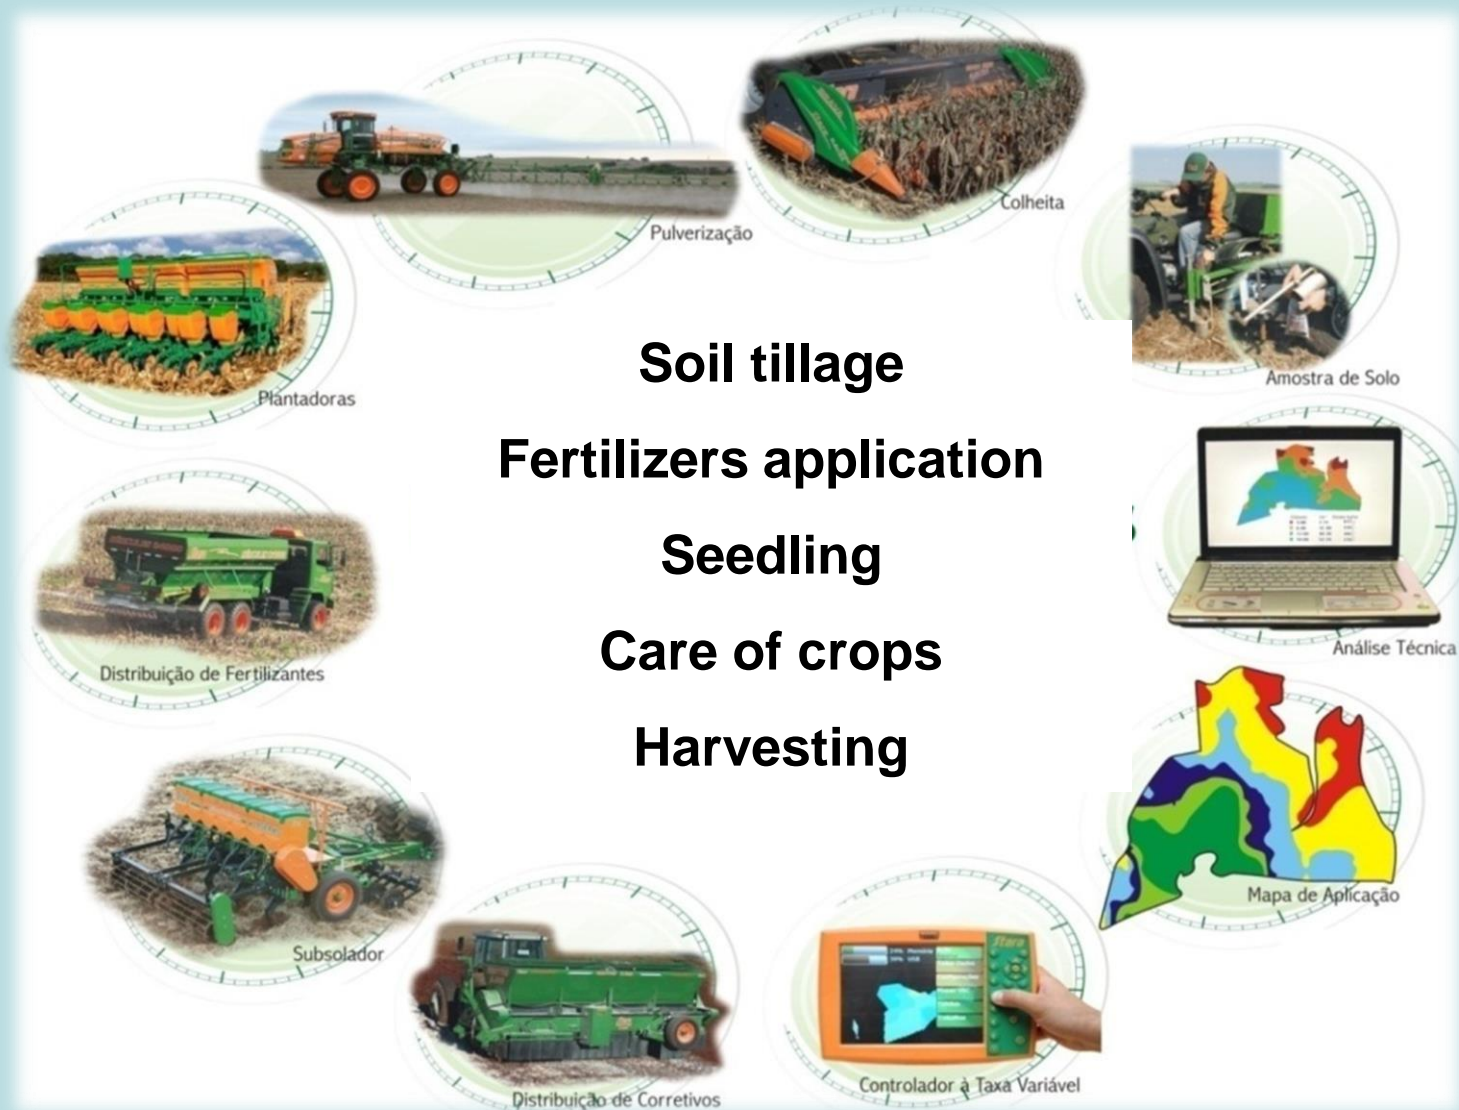 Colheita
Pulverização
Amostra de Solo
Plantadoras
Soil tillage
Fertilizers application
Seedling
Care of crops
Harvesting
Análise Técnica
Distribuição de Fertilizantes
Mapa de Aplicação
Subsolador
Stara
Controlador à Taxa Variável
Distribuição de Corretivos